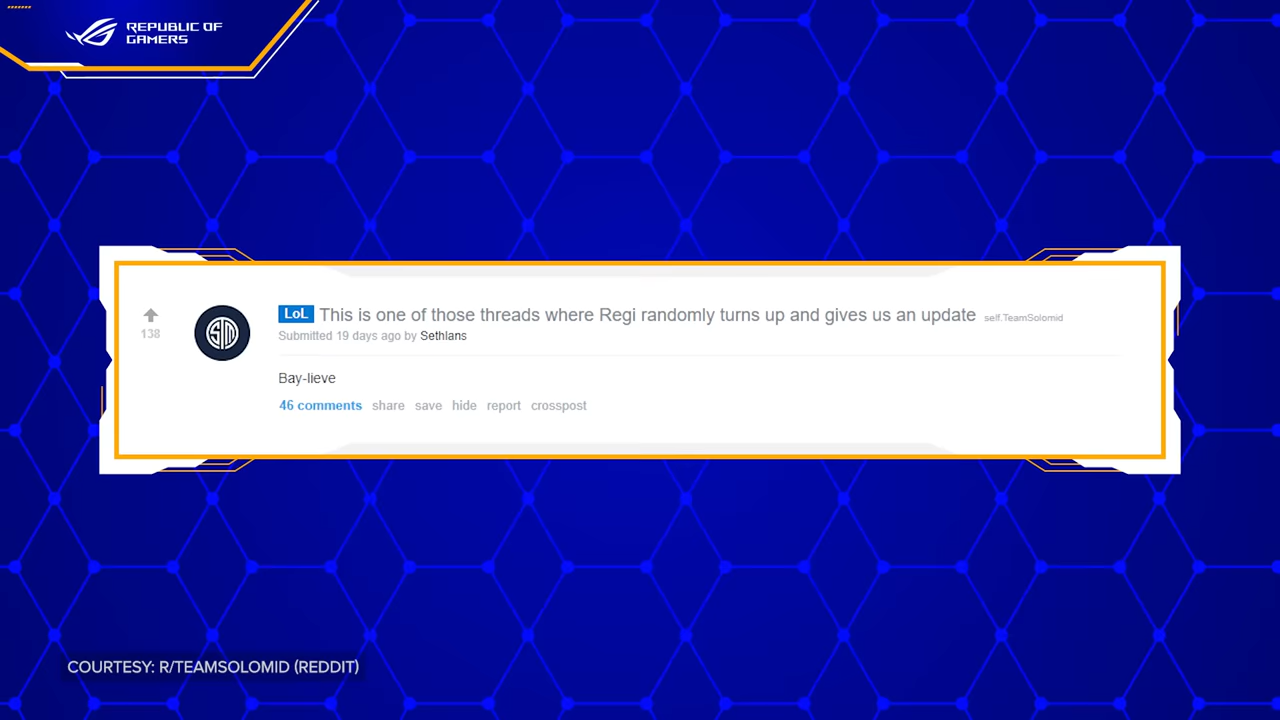 REPUBLIC OF
GAMERS
LoL This is one of those threads where Regi randomly turns up and gives us an update self.TeamSolomid
138
Submitted 19 days ago by Sethlans
Bay-lieve
46 comments share save hide report crosspost
COURTESY: R/TEAMSOLOMID (REDDIT)